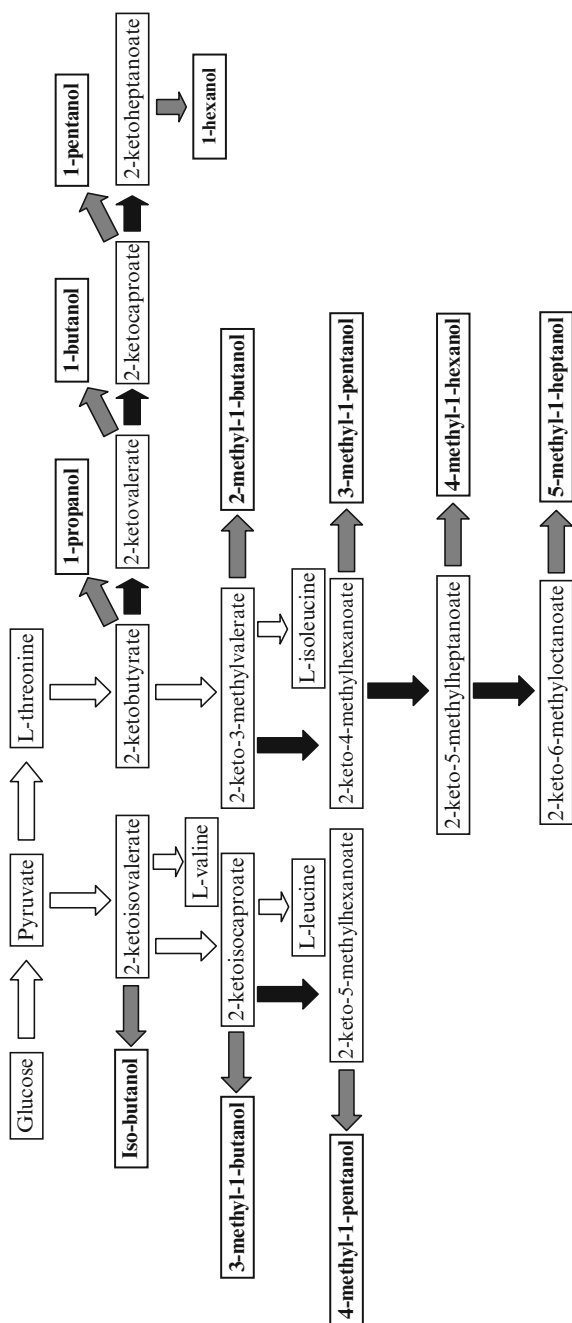 Glucose
Pyruvate
L-threonine
Iso-butanol
2-ketoisovalerate
2-ketobutyrate
1-propanol
2-ketovalerate
1-butanol
2-ketocaproate
1-pentanol
2-ketoheptanoate
1-hexanol
L-valine
3-methyl-1-butanol
2-ketoisocaproate
2-keto-3-methylvalerate
2-methyl-1-butanol
L-leucine
L-isoleucine
4-methyl-1-pentanol
2-keto-5-methylhexanoate
2-keto-4-methylhexanoate
3-methyl-1-pentanol
2-keto-5-methylheptanoate
4-methyl-1-hexanol
2-keto-6-methyloctanoate
5-methyl-1-heptanol